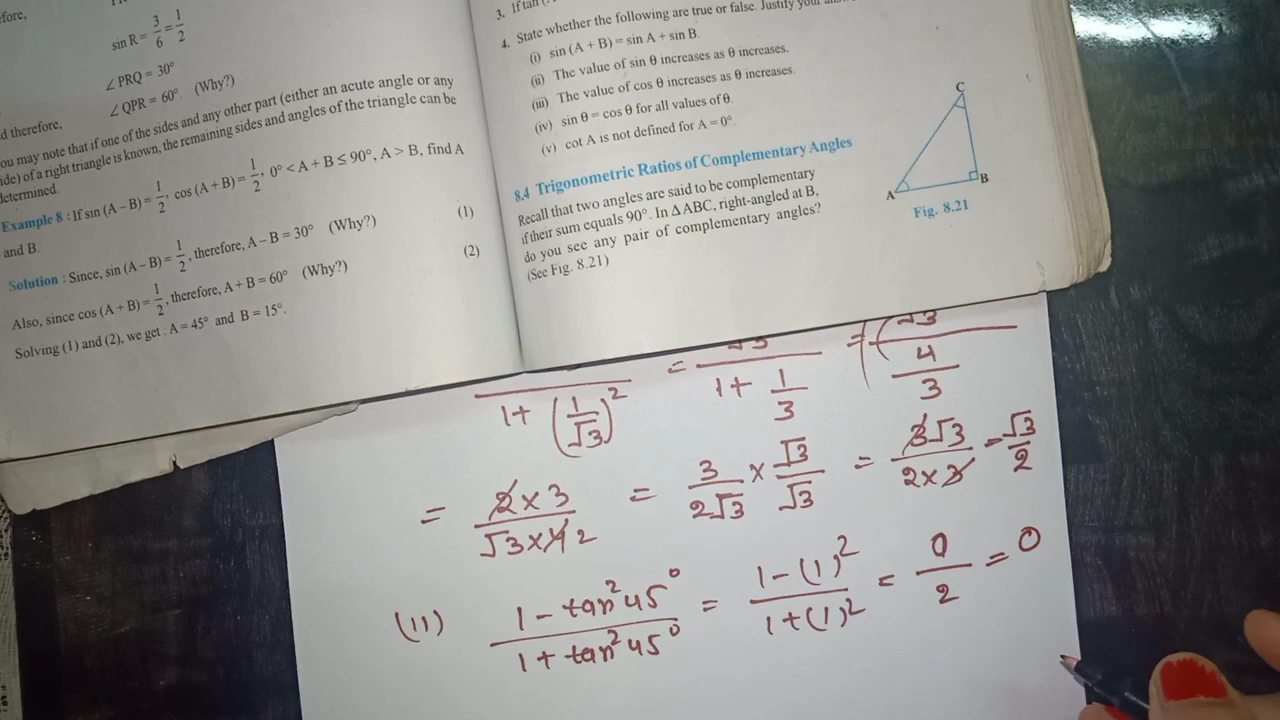 efore,
sin R = 3/6 = 1/2
∠ PRQ = 30°
d therefore, ∠ QPR = 60° (Why?)
ou may note that if one of the sides and any other part (either an acute angle or any
ide) of a right triangle is known, the remaining sides and angles of the triangle can be
determined.
Example 8 : If sin (A – B) = 1/2, cos (A + B) = 1/2, 0° < A + B ≤ 90°, A > B, find A
and B.
Solution : Since, sin (A – B) = 1/2, therefore, A – B = 30° (Why?) (1)
Also, since cos (A + B) = 1/2, therefore, A + B = 60° (Why?) (2)
Solving (1) and (2), we get : A = 45° and B = 15°.
3. If tan (
4. State whether the following are true or false. Justify your
(i) sin (A + B) = sin A + sin B.
(ii) The value of sin θ increases as θ increases.
(iii) The value of cos θ increases as θ increases.
(iv) sin θ = cos θ for all values of θ.
(v) cot A is not defined for A = 0°.
8.4 Trigonometric Ratios of Complementary Angles
Recall that two angles are said to be complementary
if their sum equals 90°. In Δ ABC, right-angled at B,
do you see any pair of complementary angles?
(See Fig. 8.21)
C
A
B
Fig. 8.21
1 + (1/√3)² = √3/(1 + 1/3) = (√3/(4/3)
= 2 × 3/√3 × 4 2 = 3/2√3 × √3/√3 = 3√3/2 × 3 = √3/2
(11) 1 - tan²45°/1 + tan²45° = 1 - (1)²/1 + (1)² = 0/2 = 0